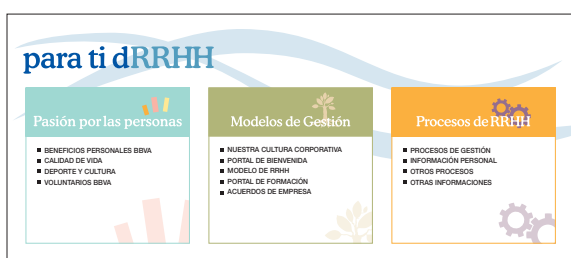 para ti dRRHH
Pasión por las personas
BENEFICIOS PERSONALES BBVA
CALIDAD DE VIDA
DEPORTE Y CULTURA
VOLUNTARIOS BBVA
Modelos de Gestión
NUESTRA CULTURA CORPORATIVA
PORTAL DE BIENVENIDA
MODELO DE RRHH
PORTAL DE FORMACIÓN
ACUERDOS DE EMPRESA
Procesos de RRHH
PROCESOS DE GESTIÓN
INFORMACIÓN PERSONAL
OTROS PROCESOS
OTRAS INFORMACIONES